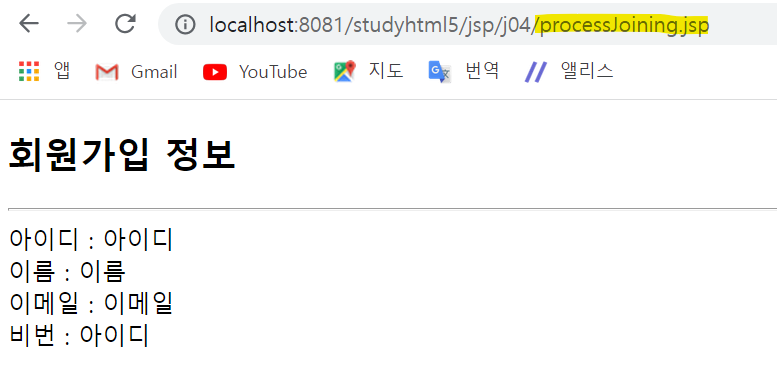 localhost:8081/studyhtml5/jsp/j04/processJoining.jsp
앱 Gmail YouTube 지도 번역 앨리스
회원가입 정보
아이디 : 아이디
이름 : 이름
이메일 : 이메일
비번 : 아이디